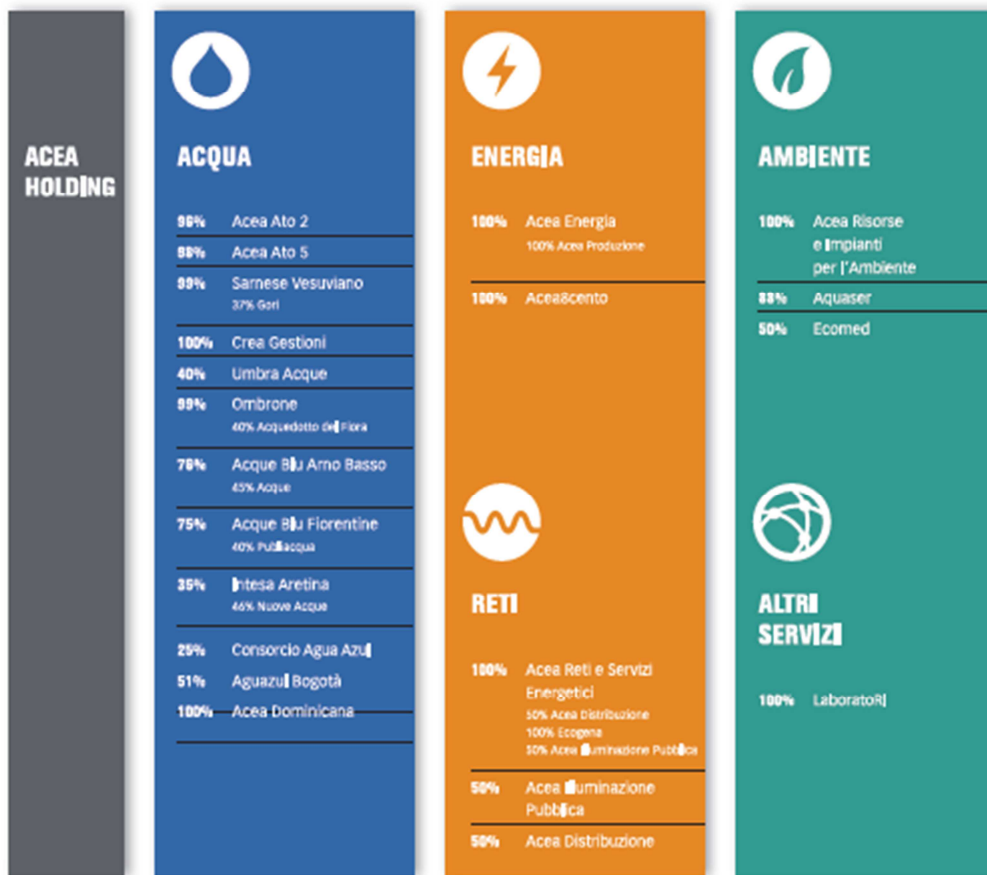 ACEA
HOLDING
ACQUA
96% Acea Ato 2
98% Acea Ato 5
99% Sarnese Vesuviano
37% Gori
100% Crea Gestioni
40% Umbra Acque
99% Ombrone
40% Acquedotto del Fiora
76% Acque Blu Arno Basso
45% Acque
75% Acque Blu Fiorentine
40% Publiacqua
35% Intesa Aretina
46% Nuove Acque
25% Consorcio Agua Azul
51% Aguazul Bogotà
100% Acea Dominicana
ENERGIA
100% Acea Energia
100% Acea Produzione
100% Acea8cento
RETI
100% Acea Reti e Servizi
Energetici
50% Acea Distribuzione
100% Ecogena
50% Acea Illuminazione Pubblica
50% Acea Illuminazione
Pubblica
50% Acea Distribuzione
AMBIENTE
100% Acea Risorse
e Impianti
per l'Ambiente
88% Aquaser
50% Ecomed
ALTRI
SERVIZI
100% LaboratoRI